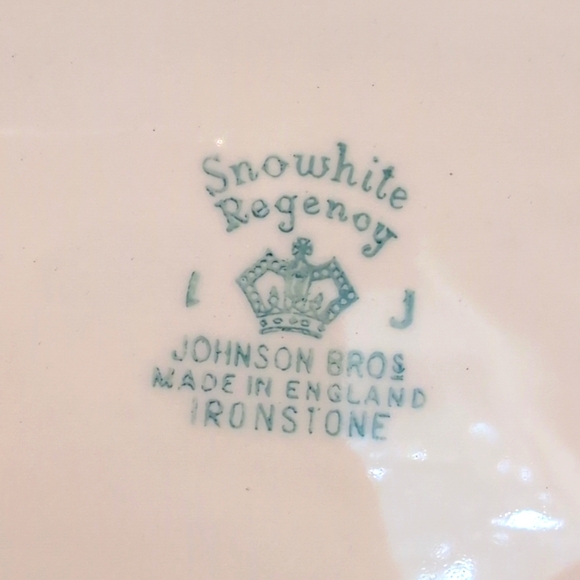 Snowhite
Regency
I J
JOHNSON BROS
MADE IN ENGLAND
IRONSTONE